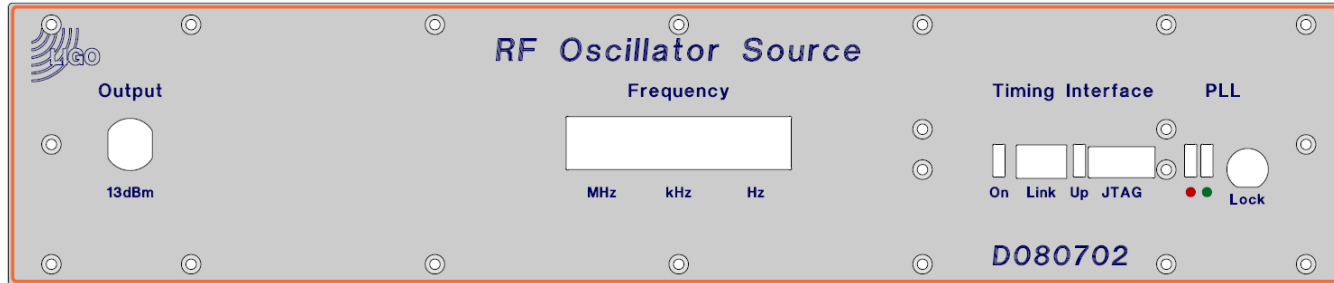 LIGO
RF Oscillator Source
Output
Frequency
Timing Interface
PLL
13dBm
MHz
kHz
Hz
On
Link
Up
JTAG
Lock
D080702